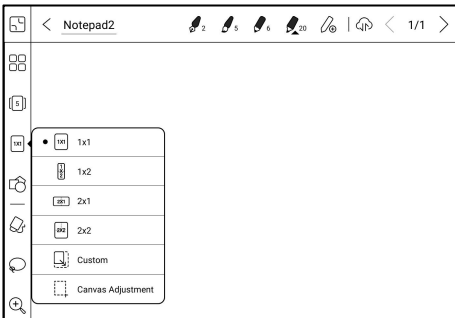 Notepad2 2 5 6 20 1/1
5
1X1
1X1 1x1
1X2 1x2
2X1 2x1
2X2 2x2
Custom
Canvas Adjustment